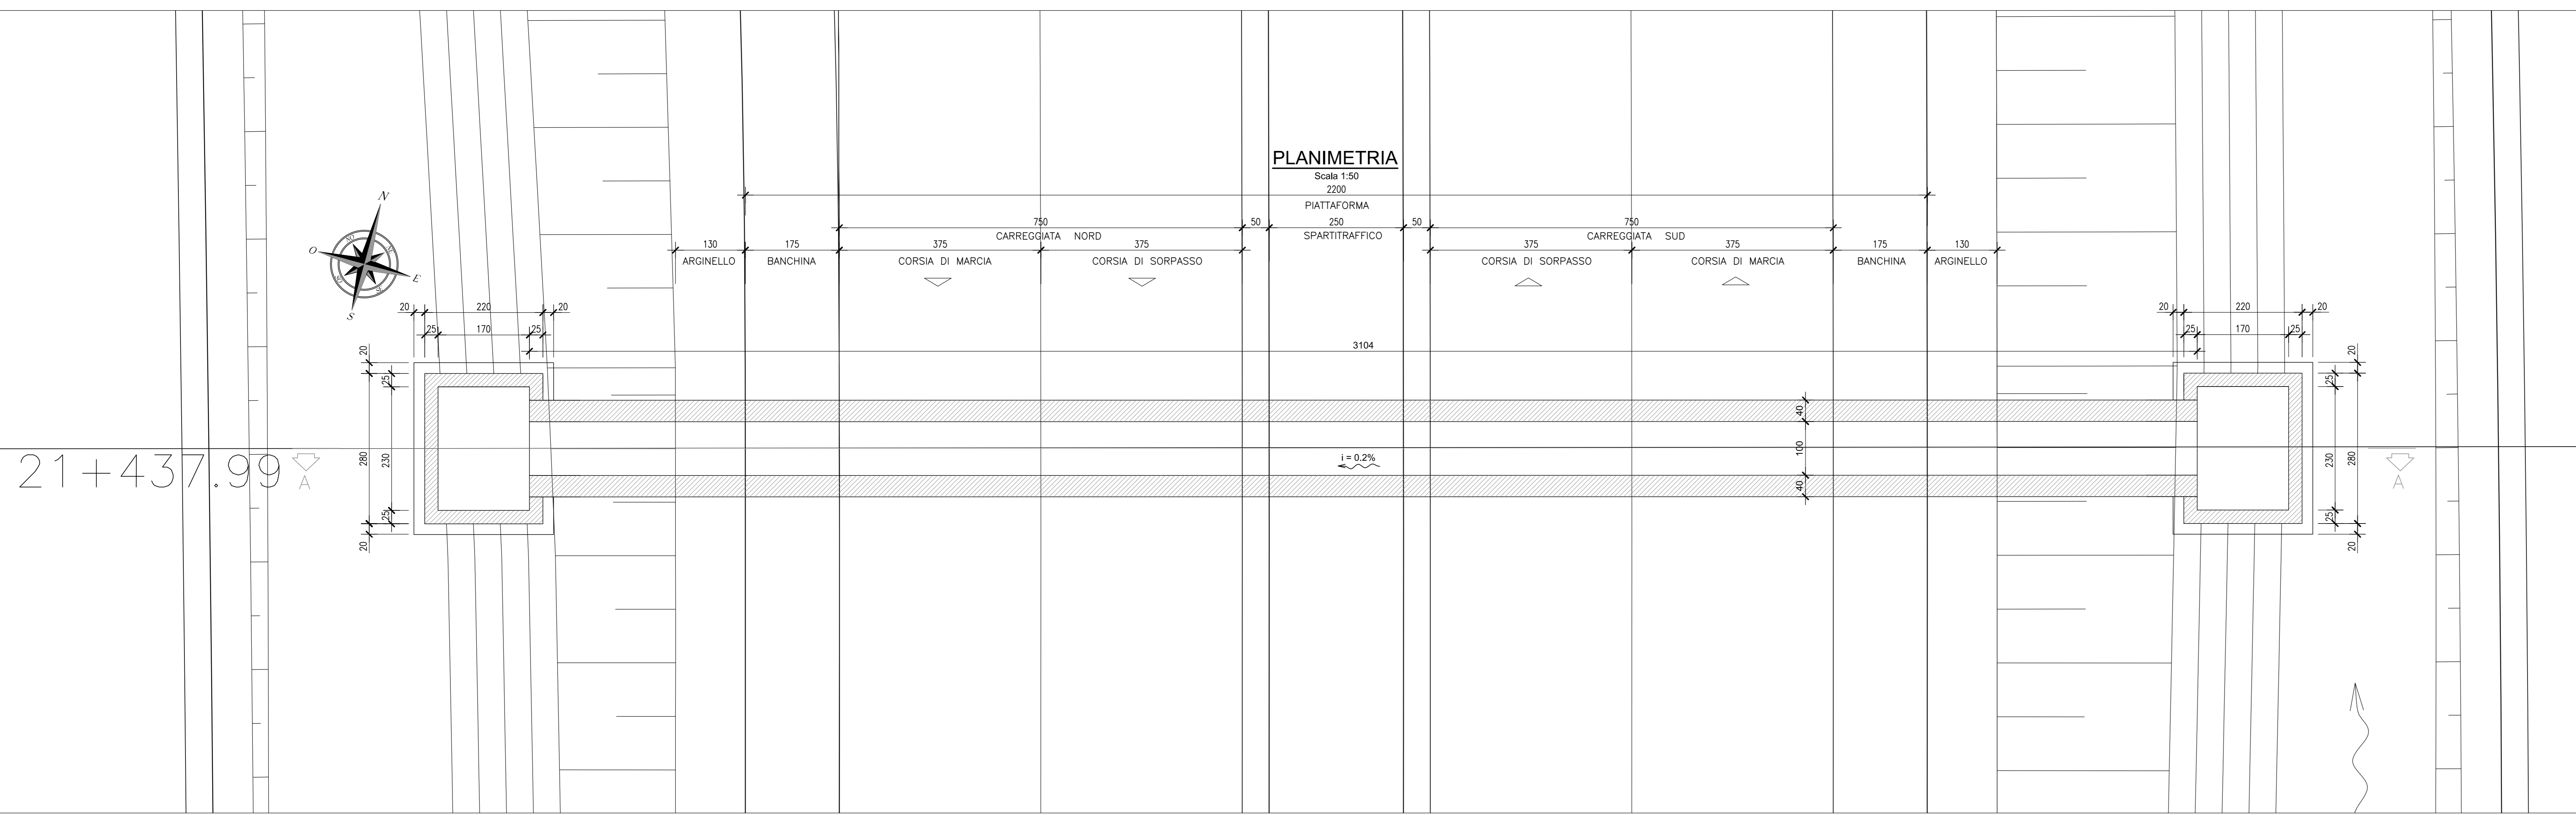 PLANIMETRIA
Scala 1:50
2200
PIATTAFORMA
750 50 250 50 750
CARREGGIATA NORD SPARTITRAFFICO CARREGGIATA SUD
130 175 375 375 375 375 175 130
ARGINELLO BANCHINA CORSIA DI MARCIA CORSIA DI SORPASSO CORSIA DI SORPASSO CORSIA DI MARCIA BANCHINA ARGINELLO
N
O
E
S
20 220 20
25 170 25
20 220 20
25 170 25
3104
20
25
280
230
25
20
40
100
40
20
25
230
280
25
20
i = 0.2%
21+437.99
A
A